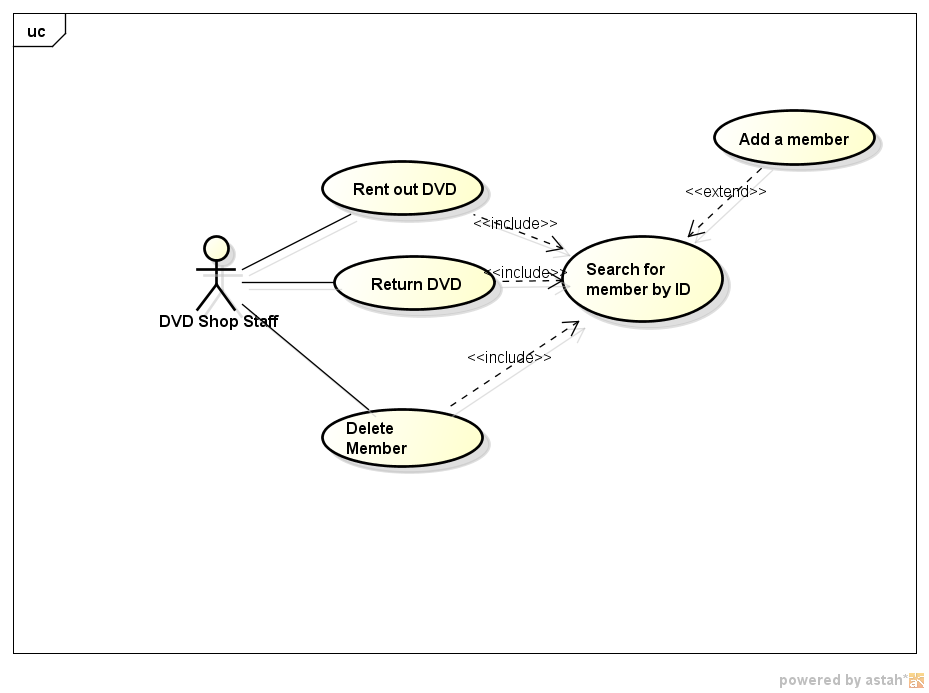 uc
Add a member
Rent out DVD
<<extend>>
<<include>>
Search for
member by ID
<<include>>
Return DVD
DVD Shop Staff
<<include>>
Delete
Member
powered by astah*